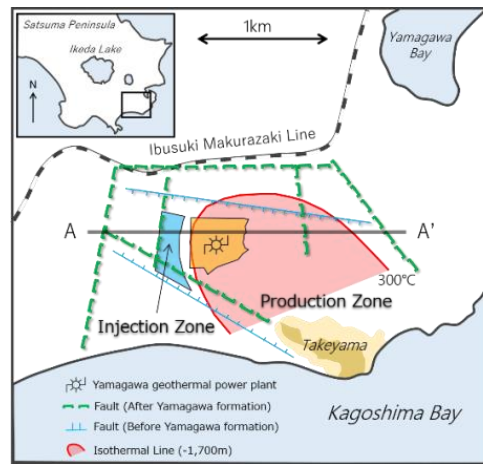 Satsuma Peninsula
Ikeda Lake
N
1km
Yamagawa
Bay
Ibusuki Makurazaki Line
A
A'
300℃
Production Zone
Injection Zone
Takeyama
Yamagawa geothermal power plant
Fault (After Yamagawa formation)
Fault (Before Yamagawa formation)
Isothermal Line (-1,700m)
Kagoshima Bay